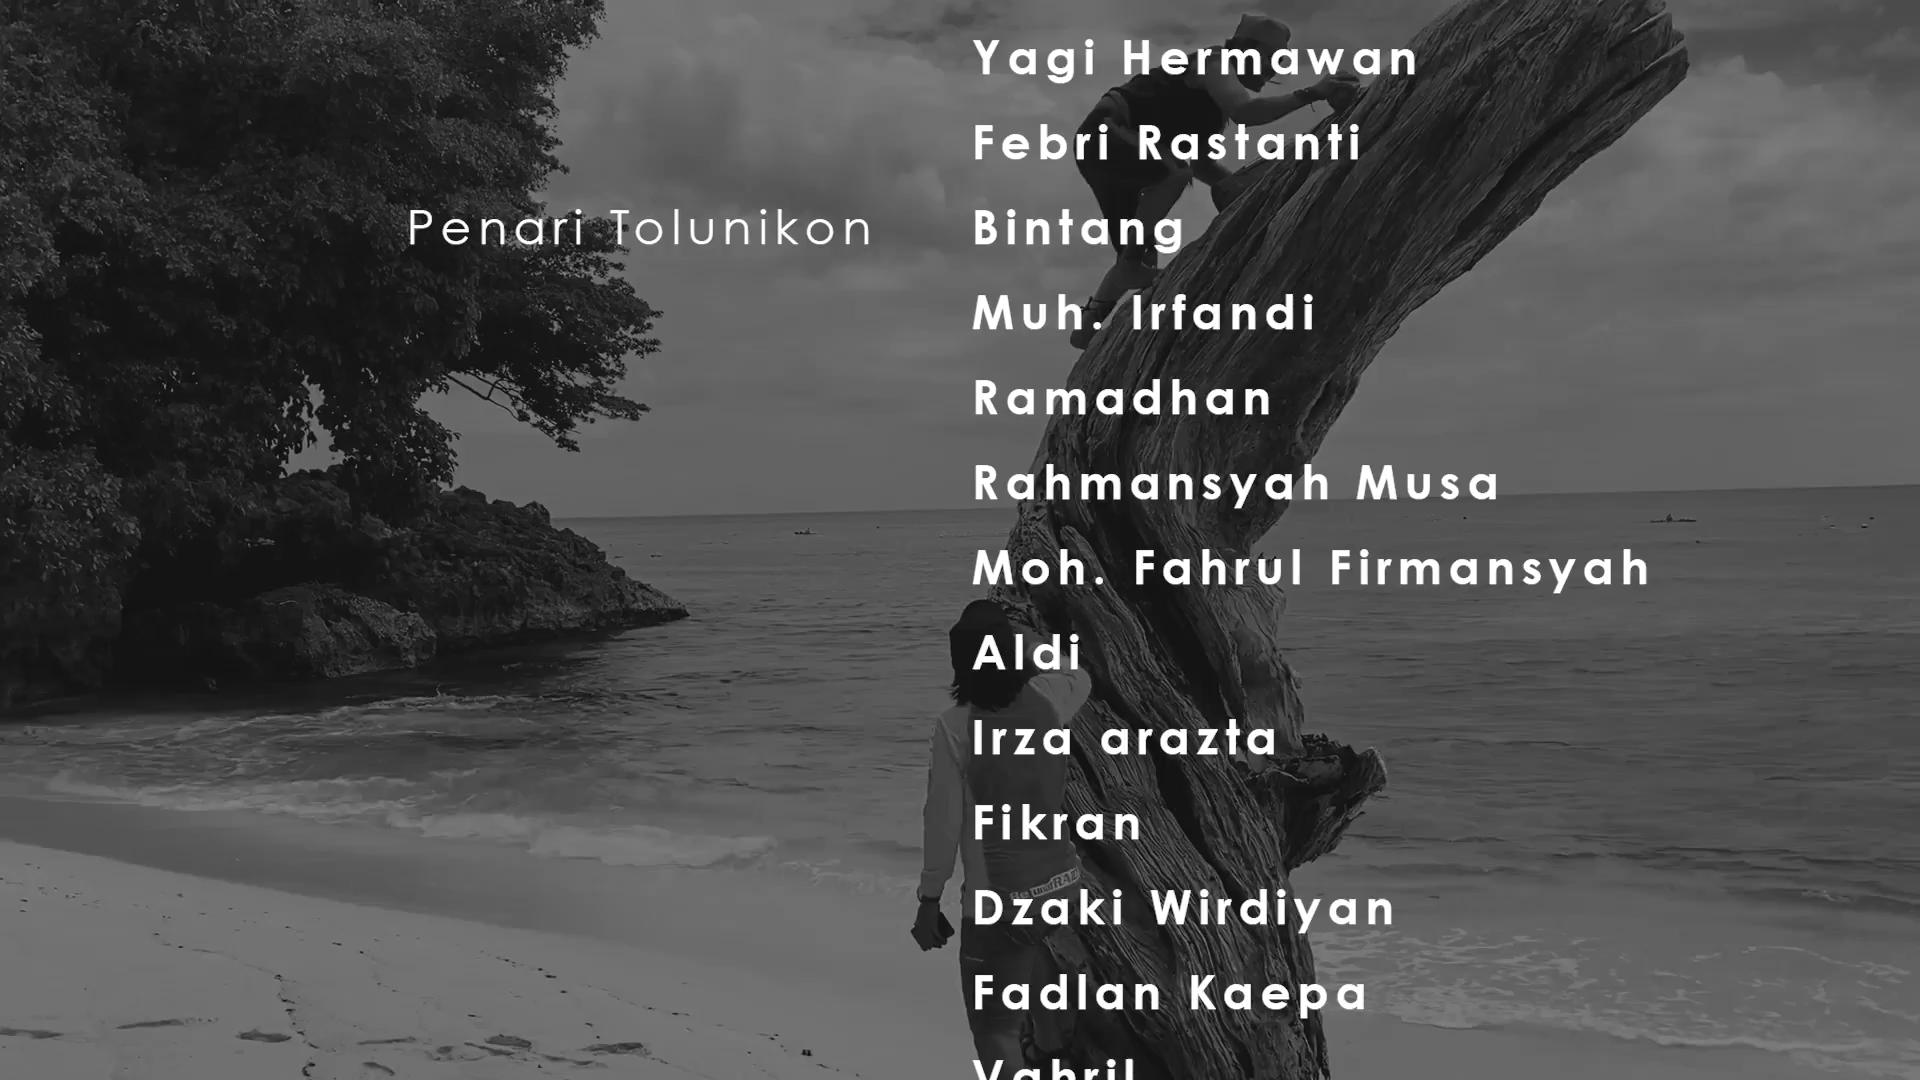 Yagi Hermawan
Febri Rastanti
Penari Tolunikon Bintang
Muh. Irfandi
Ramadhan
Rahmansyah Musa
Moh. Fahrul Firmansyah
Aldi
Irza arazta
Fikran
Dzaki Wirdiyan
Fadlan Kaepa